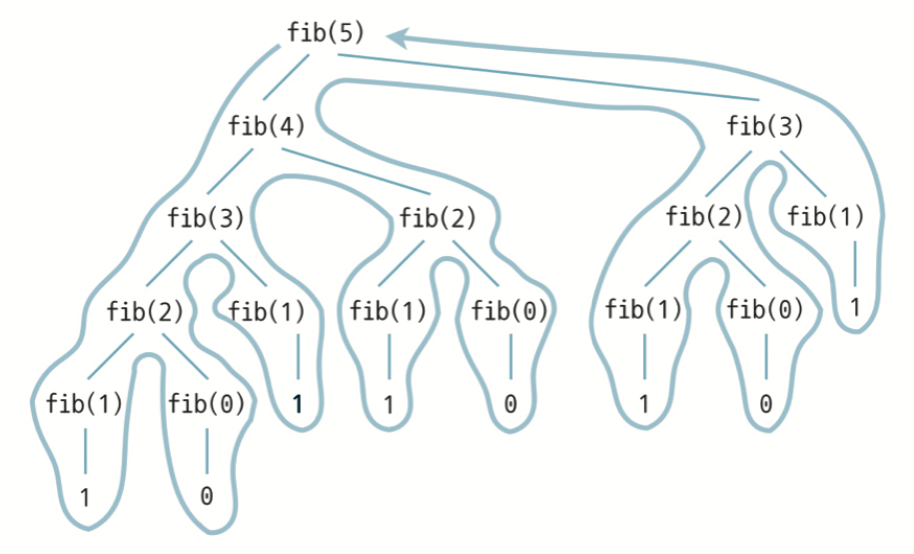 fib(5)
fib(4) fib(3)
fib(3) fib(2) fib(2) fib(1)
fib(2) fib(1) fib(1) fib(0) fib(1) fib(0) 1
fib(1) fib(0) 1 1 0 1 0
1 0